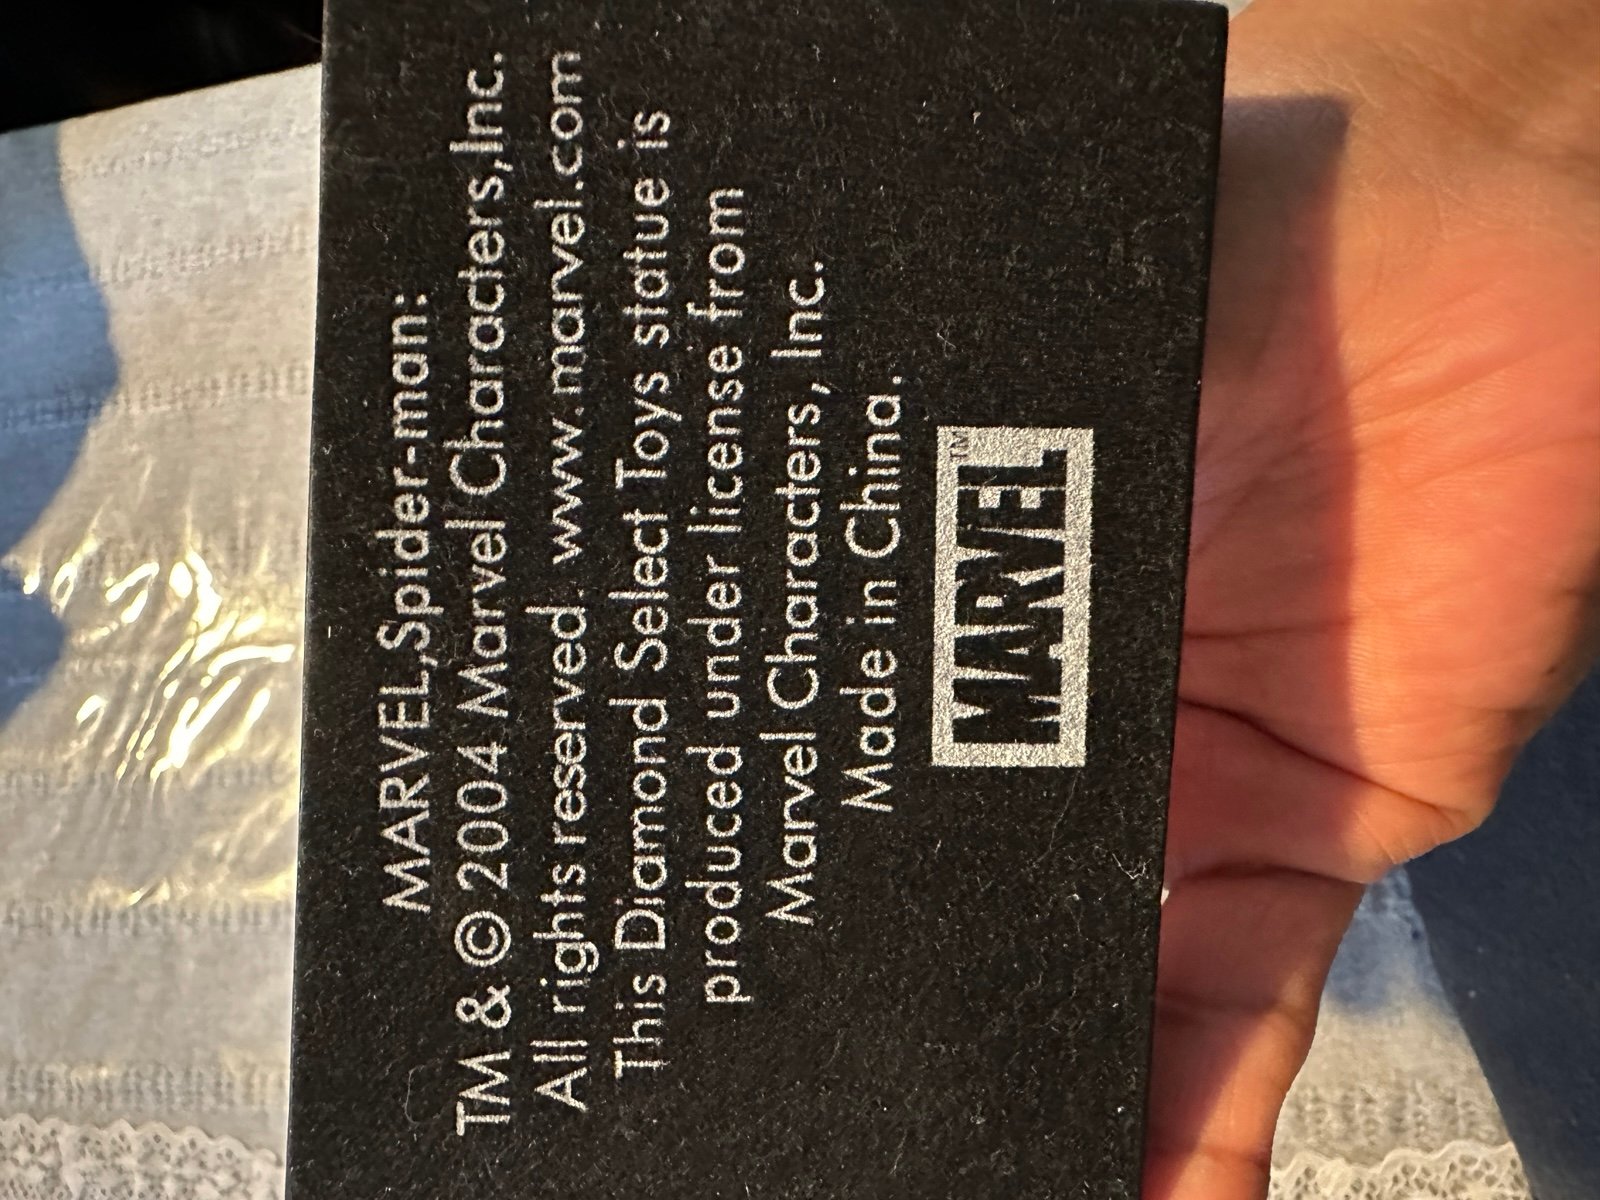 MARVEL,Spider-man:
TM & © 2004 Marvel Characters,Inc.
All rights reserved. www.marvel.com
This Diamond Select Toys statue is
produced under license from
Marvel Characters, Inc.
Made in China.
MARVEL™